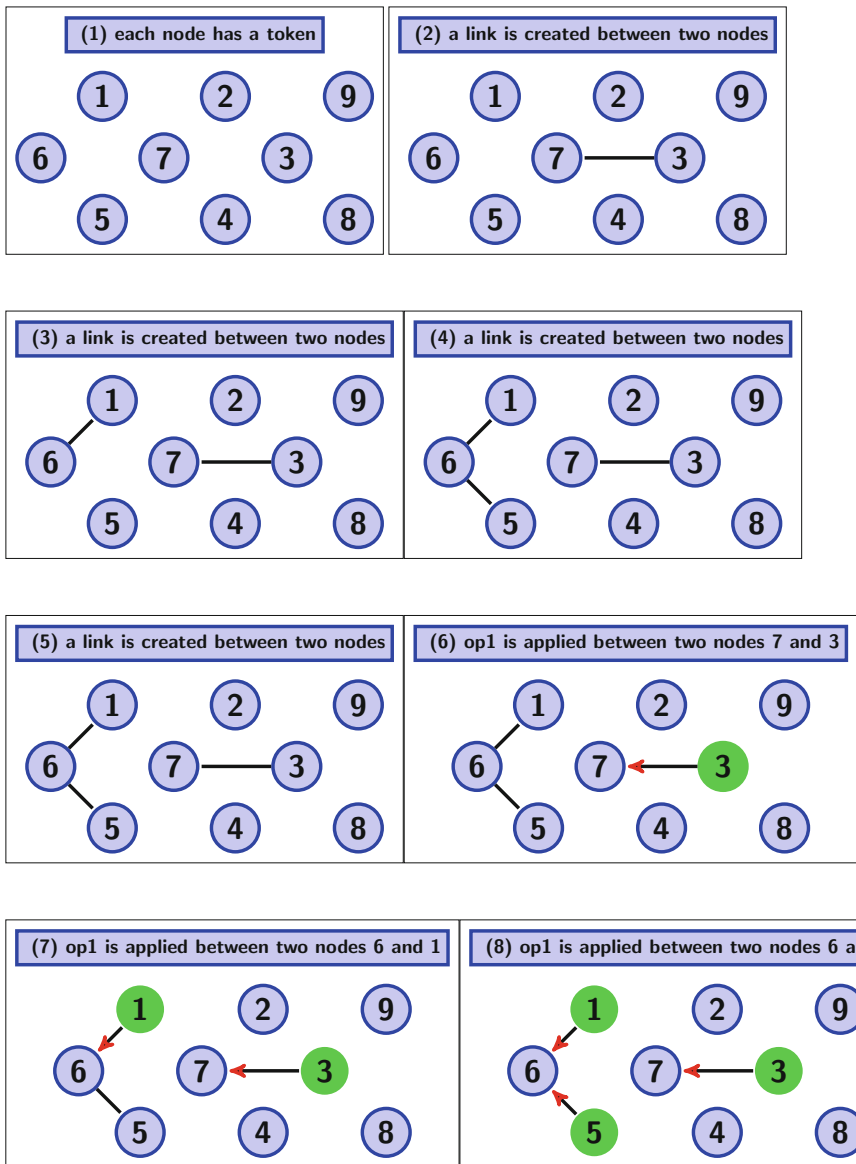 (1) each node has a token
1 2 9
6 7 3
5 4 8
(2) a link is created between two nodes
1 2 9
6 7 3
5 4 8
(3) a link is created between two nodes
1 2 9
6 7 3
5 4 8
(4) a link is created between two nodes
1 2 9
6 7 3
5 4 8
(5) a link is created between two nodes
1 2 9
6 7 3
5 4 8
(6) op1 is applied between two nodes 7 and 3
1 2 9
6 7 3
5 4 8
(7) op1 is applied between two nodes 6 and 1
1 2 9
6 7 3
5 4 8
(8) op1 is applied between two nodes 6 a
1 2 9
6 7 3
5 4 8